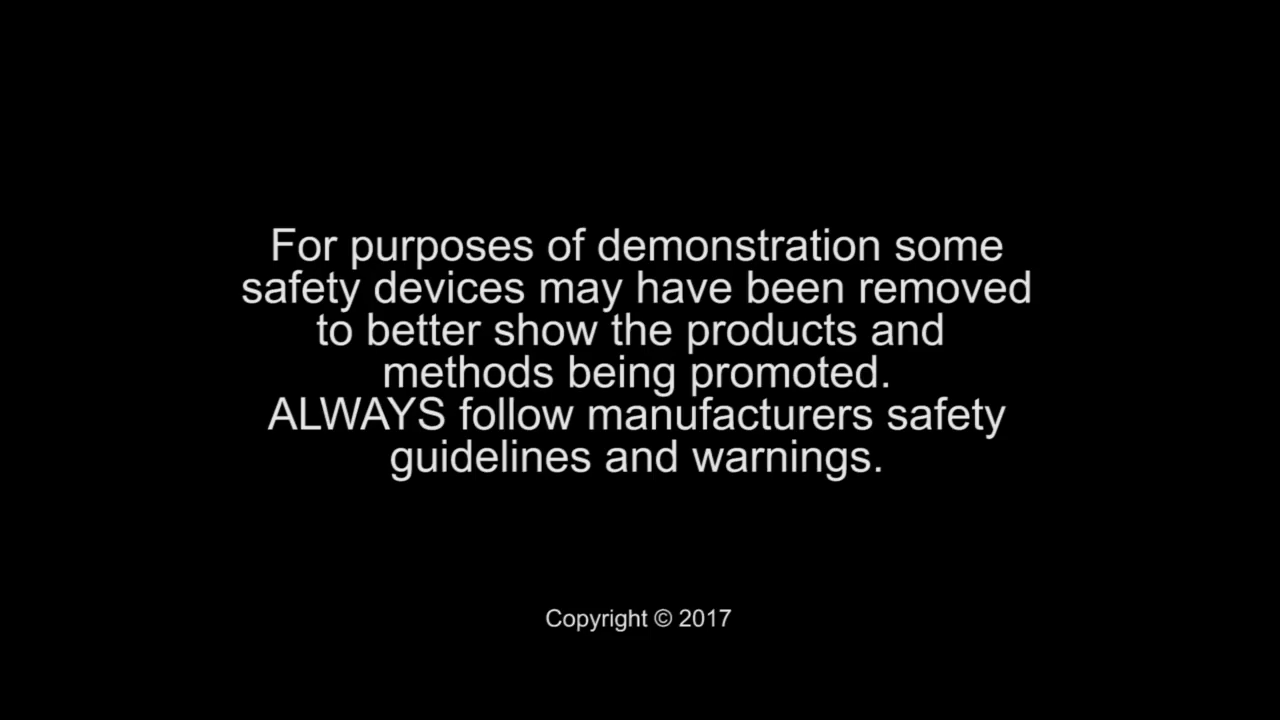 For purposes of demonstration some
safety devices may have been removed
to better show the products and
methods being promoted.
ALWAYS follow manufacturers safety
guidelines and warnings.
Copyright © 2017